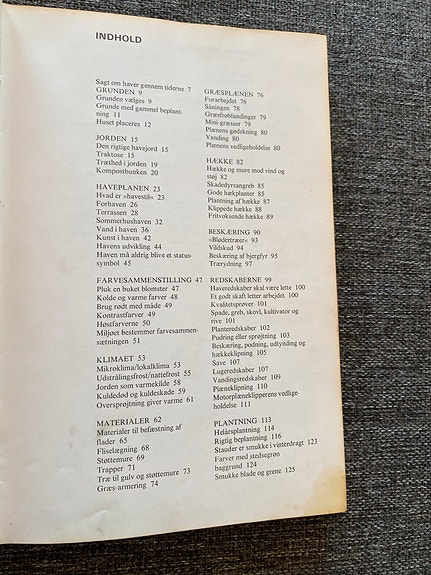 INDHOLD
Sagt om haver gennem tiderne 7
GRUNDEN 9
Grunden vælges 9
Grunde med gammel beplant-
ning 11
Huset placeres 12
JORDEN 15
Den rigtige havejord 15
Traktose 15
Træthed i jorden 19
Kompostbunken 20
HAVEPLANEN 23
Hvad er »havestil« 23
Forhaven 26
Terrassen 28
Sommerhushaven 32
Vand i haven 36
Kunst i haven 42
Havens udvikling 44
Haven må aldrig blive et status-
symbol 45
FARVESAMMENSTILLING 47
Pluk en buket blomster 47
Kolde og varme farver 48
Brug rødt med måde 49
Kontrastfarver 49
Høstfarverne 50
Miljøet bestemmer farvesammen-
sætningen 51
KLIMAET 53
Mikroklima/lokalklima 53
Udstrålingsfrost/nattefrost 55
Jorden som varmekilde 58
Kuldedød og kuldeskade 59
Oversprøjtning giver varme 61
MATERIALER 62
Materialer til befæstning af
flader 65
Fliselægning 68
Støttemure 69
Trapper 71
Træ til gulv og støttemure 73
Græs-armering 74
GRÆSPLÆNEN 76
Forarbejdet 76
Såningen 78
Græsfrøblandinger 79
Mini-græsser 79
Plænens gødskning 80
Vanding 80
Plænens vedligeholdelse 80
HÆKKE 82
Hække og mure mod vind og
støj 82
Skadedyrsangreb 85
Gode hækplanter 85
Plantning af hække 87
Klippede hække 88
Fritvoksende hække 89
BESKÆRING 90
»Blødertræer« 93
Vildskud 94
Beskæring af bjergfyr 95
Trærydning 97
REDSKABERNE 99
Haveredskaber skal være lette 100
Et godt skaft letter arbejdet 100
Kvalitetsprøver 101
Spade, greb, skovl, kultivator og
rive 101
Planteredskaber 102
Pudring eller sprøjtning 103
Beskæring, podning, udtynding og
hækkeklipning 105
Save 107
Lugeredskaber 107
Vandingsredskaber 109
Plæneklipning 110
Motorplæneklipperens vedlige-
holdelse 111
PLANTNING 113
Helårsplantning 114
Rigtig beplantning 116
Stauder er smukke i vinterdragt 123
Farver med stedsegrøn
baggrund 124
Smukke blade og grene 125